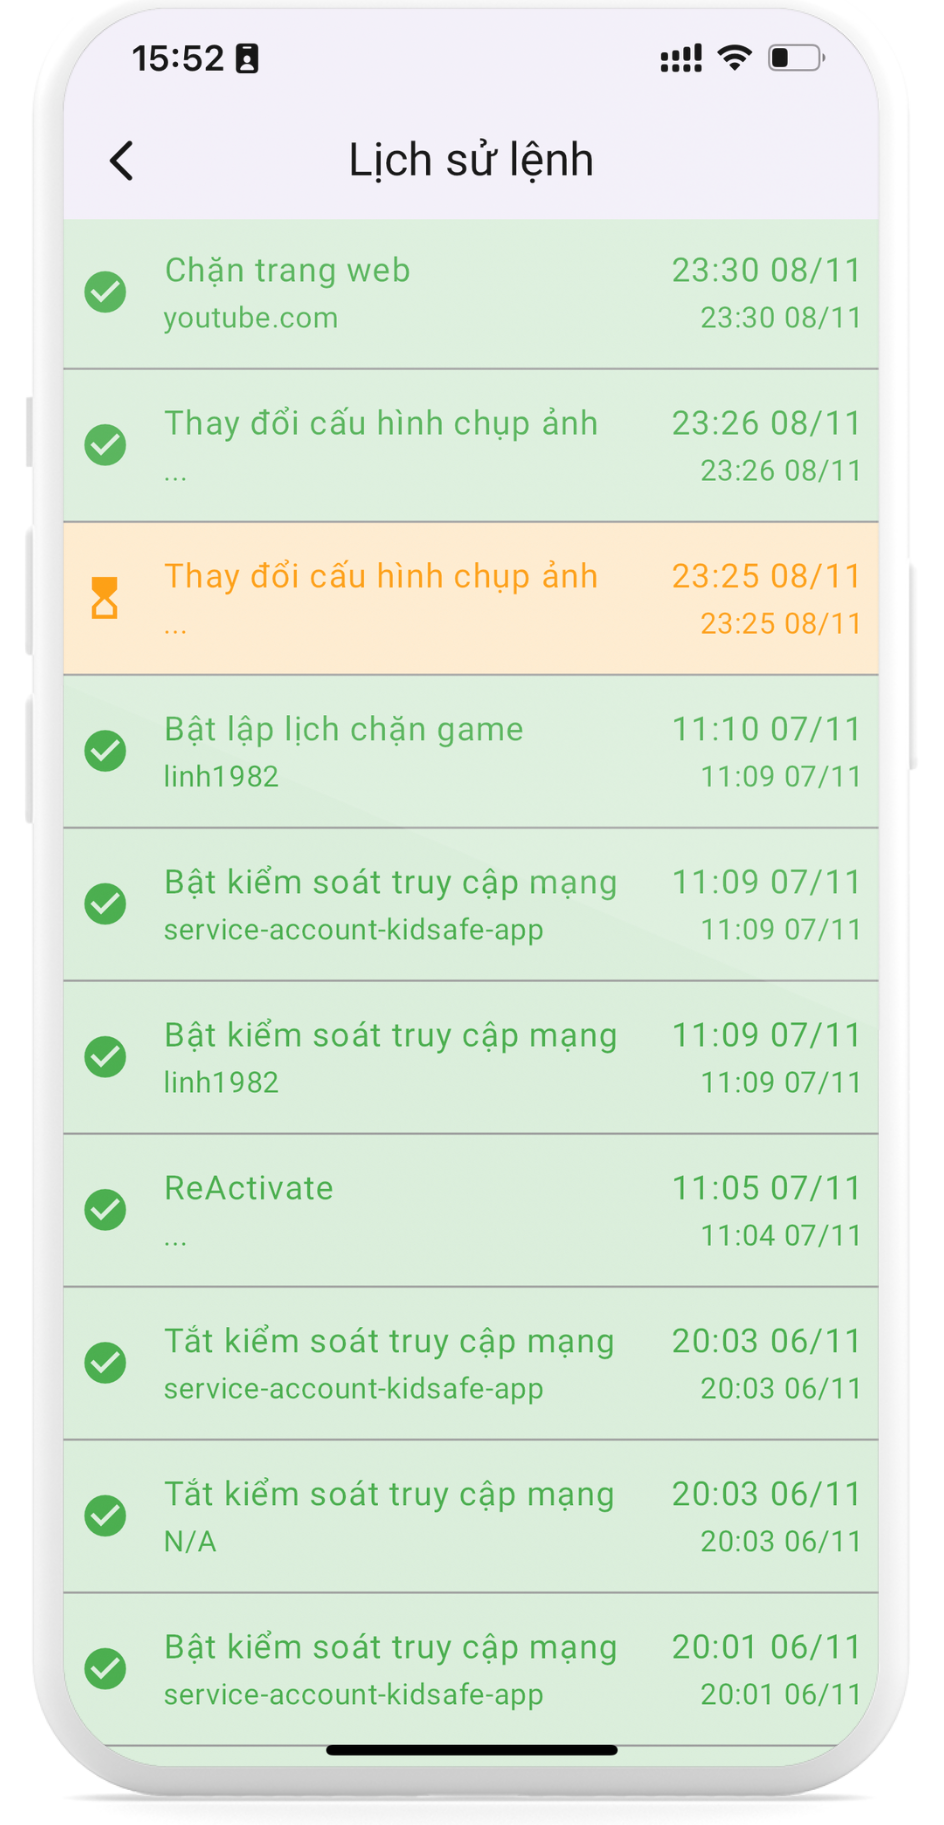 15:52
Lịch sử lệnh
Chặn trang web 23:30 08/11
youtube.com 23:30 08/11
Thay đổi cấu hình chụp ảnh 23:26 08/11
... 23:26 08/11
Thay đổi cấu hình chụp ảnh 23:25 08/11
... 23:25 08/11
Bật lập lịch chặn game 11:10 07/11
linh1982 11:09 07/11
Bật kiểm soát truy cập mạng 11:09 07/11
service-account-kidsafe-app 11:09 07/11
Bật kiểm soát truy cập mạng 11:09 07/11
linh1982 11:09 07/11
ReActivate 11:05 07/11
... 11:04 07/11
Tắt kiểm soát truy cập mạng 20:03 06/11
service-account-kidsafe-app 20:03 06/11
Tắt kiểm soát truy cập mạng 20:03 06/11
N/A 20:03 06/11
Bật kiểm soát truy cập mạng 20:01 06/11
service-account-kidsafe-app 20:01 06/11